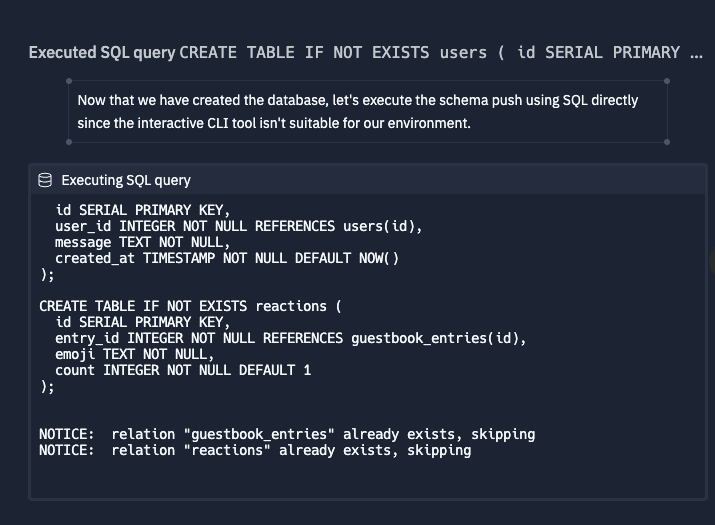 Executed SQL query CREATE TABLE IF NOT EXISTS users ( id SERIAL PRIMARY ...
Now that we have created the database, let's execute the schema push using SQL directly
since the interactive CLI tool isn't suitable for our environment.
Executing SQL query
id SERIAL PRIMARY KEY,
user_id INTEGER NOT NULL REFERENCES users(id),
message TEXT NOT NULL,
created_at TIMESTAMP NOT NULL DEFAULT NOW()
);
CREATE TABLE IF NOT EXISTS reactions (
id SERIAL PRIMARY KEY,
entry_id INTEGER NOT NULL REFERENCES guestbook_entries(id),
emoji TEXT NOT NULL,
count INTEGER NOT NULL DEFAULT 1
);
NOTICE:  relation "guestbook_entries" already exists, skipping
NOTICE:  relation "reactions" already exists, skipping